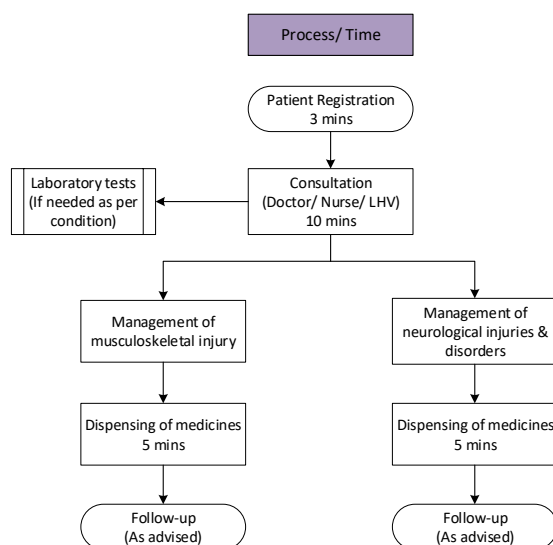 Process/ Time
Patient Registration
3 mins
Laboratory tests
(If needed as per
condition)
Consultation
(Doctor/ Nurse/ LHV)
10 mins
Management of
musculoskeletal injury
Management of
neurological injuries &
disorders
Dispensing of medicines
5 mins
Dispensing of medicines
5 mins
Follow-up
(As advised)
Follow-up
(As advised)